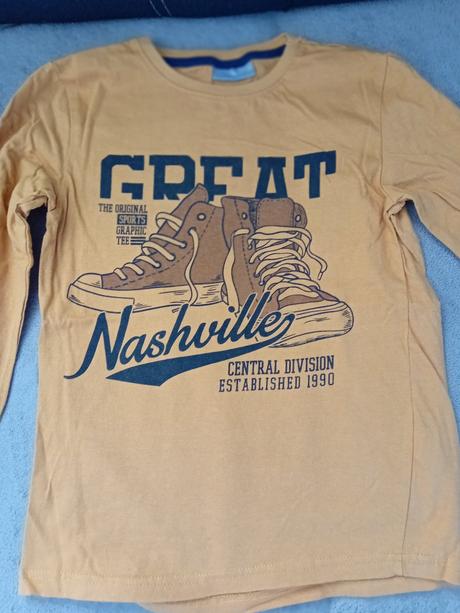 GREAT
THE ORIGINAL
SPORTS
GRAPHIC
TEE
Nashville
CENTRAL DIVISION
ESTABLISHED 1990